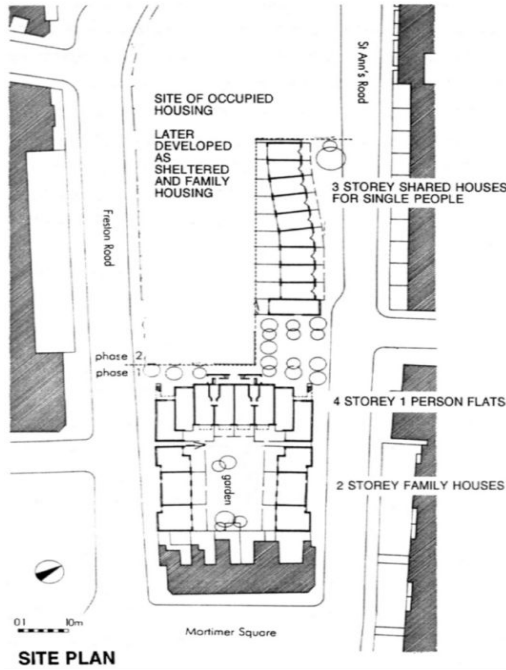 SITE OF OCCUPIED
HOUSING
LATER
DEVELOPED
AS
SHELTERED
AND FAMILY
HOUSING
St Ann's Road
3 STOREY SHARED HOUSES
FOR SINGLE PEOPLE
Freston Road
phase 2
phase 1
4 STOREY 1 PERSON FLATS
2 STOREY FAMILY HOUSES
garden
01 10m
Mortimer Square
SITE PLAN